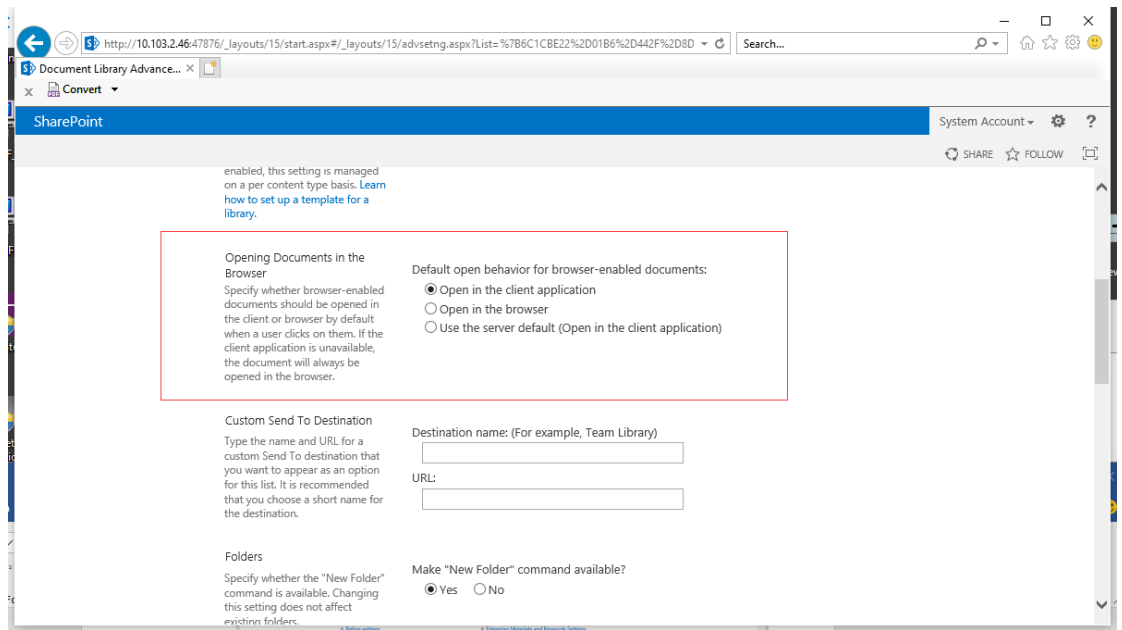 http://10.103.2.46:47876/_layouts/15/start.aspx#/_layouts/15/advsetng.aspx?List=%7B6C1CBE22%2D01B6%2D442F%2D8D
Search...
Document Library Advance...
x Convert
SharePoint
System Account
?
SHARE FOLLOW
enabled, this setting is managed
on a per content type basis. Learn
how to set up a template for a
library.
Opening Documents in the
Browser
Specify whether browser-enabled
documents should be opened in
the client or browser by default
when a user clicks on them. If the
client application is unavailable,
the document will always be
opened in the browser.
Default open behavior for browser-enabled documents:
Open in the client application
Open in the browser
Use the server default (Open in the client application)
Custom Send To Destination
Type the name and URL for a
custom Send To destination that
you want to appear as an option
for this list. It is recommended
that you choose a short name for
the destination.
Destination name: (For example, Team Library)
URL:
Folders
Specify whether the "New Folder"
command is available. Changing
this setting does not affect
existing folders.
Make "New Folder" command available?
Yes No